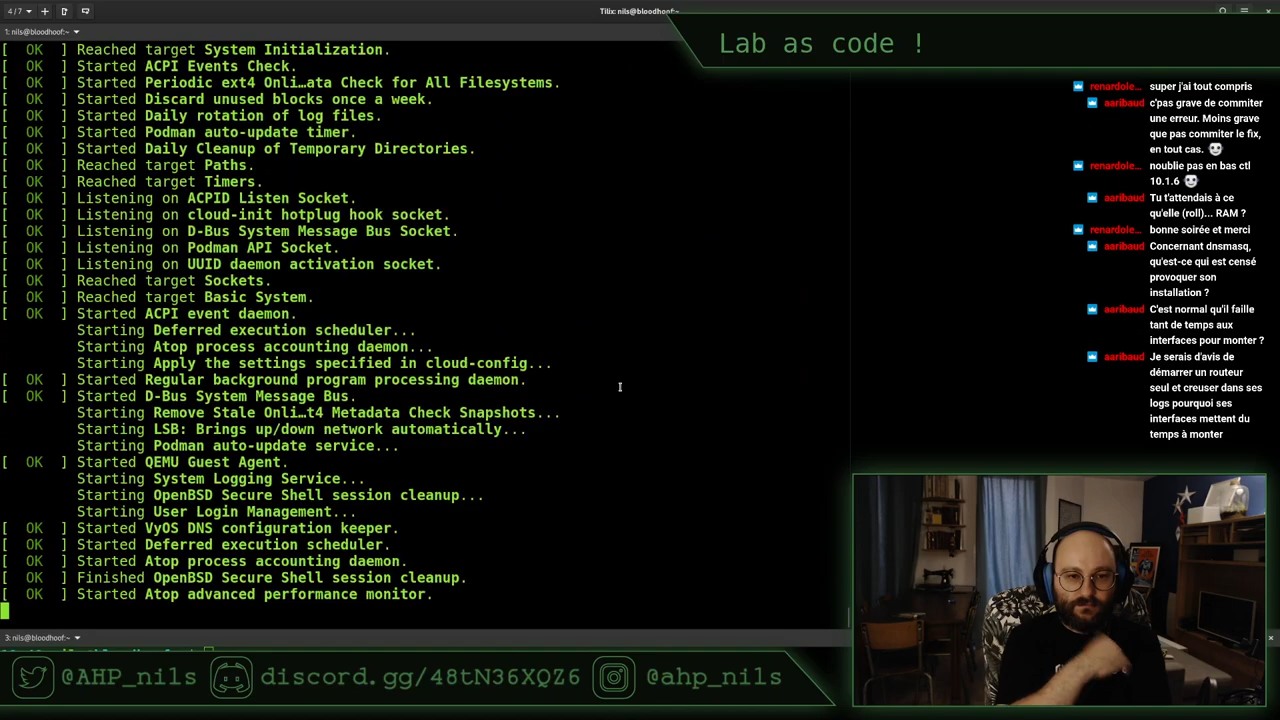 4 / 7
Tilix: nils@bloodhoof:~
1: nils@bloodhoof:~
Lab as code !
[  OK  ] Reached target System Initialization.
[  OK  ] Started ACPI Events Check.
[  OK  ] Started Periodic ext4 Onli…ata Check for All Filesystems.
[  OK  ] Started Discard unused blocks once a week.
[  OK  ] Started Daily rotation of log files.
[  OK  ] Started Podman auto-update timer.
[  OK  ] Started Daily Cleanup of Temporary Directories.
[  OK  ] Reached target Paths.
[  OK  ] Reached target Timers.
[  OK  ] Listening on ACPID Listen Socket.
[  OK  ] Listening on cloud-init hotplug hook socket.
[  OK  ] Listening on D-Bus System Message Bus Socket.
[  OK  ] Listening on Podman API Socket.
[  OK  ] Listening on UUID daemon activation socket.
[  OK  ] Reached target Sockets.
[  OK  ] Reached target Basic System.
[  OK  ] Started ACPI event daemon.
Starting Deferred execution scheduler...
Starting Atop process accounting daemon...
Starting Apply the settings specified in cloud-config...
[  OK  ] Started Regular background program processing daemon.
[  OK  ] Started D-Bus System Message Bus.
Starting Remove Stale Onli…t4 Metadata Check Snapshots...
Starting LSB: Brings up/down network automatically...
Starting Podman auto-update service...
[  OK  ] Started QEMU Guest Agent.
Starting System Logging Service...
Starting OpenBSD Secure Shell session cleanup...
Starting User Login Management...
[  OK  ] Started VyOS DNS configuration keeper.
[  OK  ] Started Deferred execution scheduler.
[  OK  ] Started Atop process accounting daemon.
[  OK  ] Finished OpenBSD Secure Shell session cleanup.
[  OK  ] Started Atop advanced performance monitor.
3: nils@bloodhoof:~
renardole… super j'ai tout compris
aaribaud c'pas grave de commiter
une erreur. Moins grave
que pas commiter le fix,
en tout cas.
renardole… noublie pas en bas ctl
10.1.6
aaribaud Tu t'attendais à ce
qu'elle (roll)... RAM ?
renardole… bonne soirée et merci
aaribaud Concernant dnsmasq,
qu'est-ce qui est censé
provoquer son
installation ?
aaribaud C'est normal qu'il faille
tant de temps aux
interfaces pour monter ?
aaribaud Je serais d'avis de
démarrer un routeur
seul et creuser dans ses
logs pourquoi ses
interfaces mettent du
temps à monter
@AHP_nils
discord.gg/48tN36XQZ6
@ahp_nils